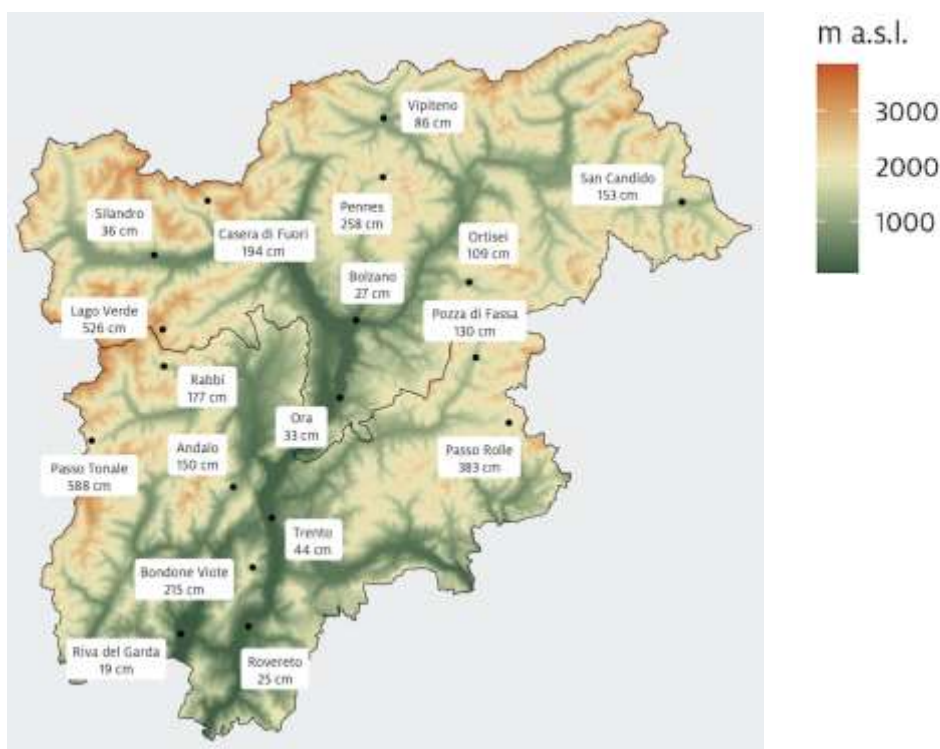 m a.s.l.
3000
2000
1000
Vipiteno
86 cm
San Candido
153 cm
Pennes
258 cm
Silandro
36 cm
Casera di Fuori
194 cm
Ortisei
109 cm
Bolzano
27 cm
Lago Verde
526 cm
Pozza di Fassa
130 cm
Rabbi
177 cm
Ora
33 cm
Andalo
150 cm
Passo Rolle
383 cm
Passo Tonale
588 cm
Trento
44 cm
Bondone Viote
215 cm
Riva del Garda
19 cm
Rovereto
25 cm